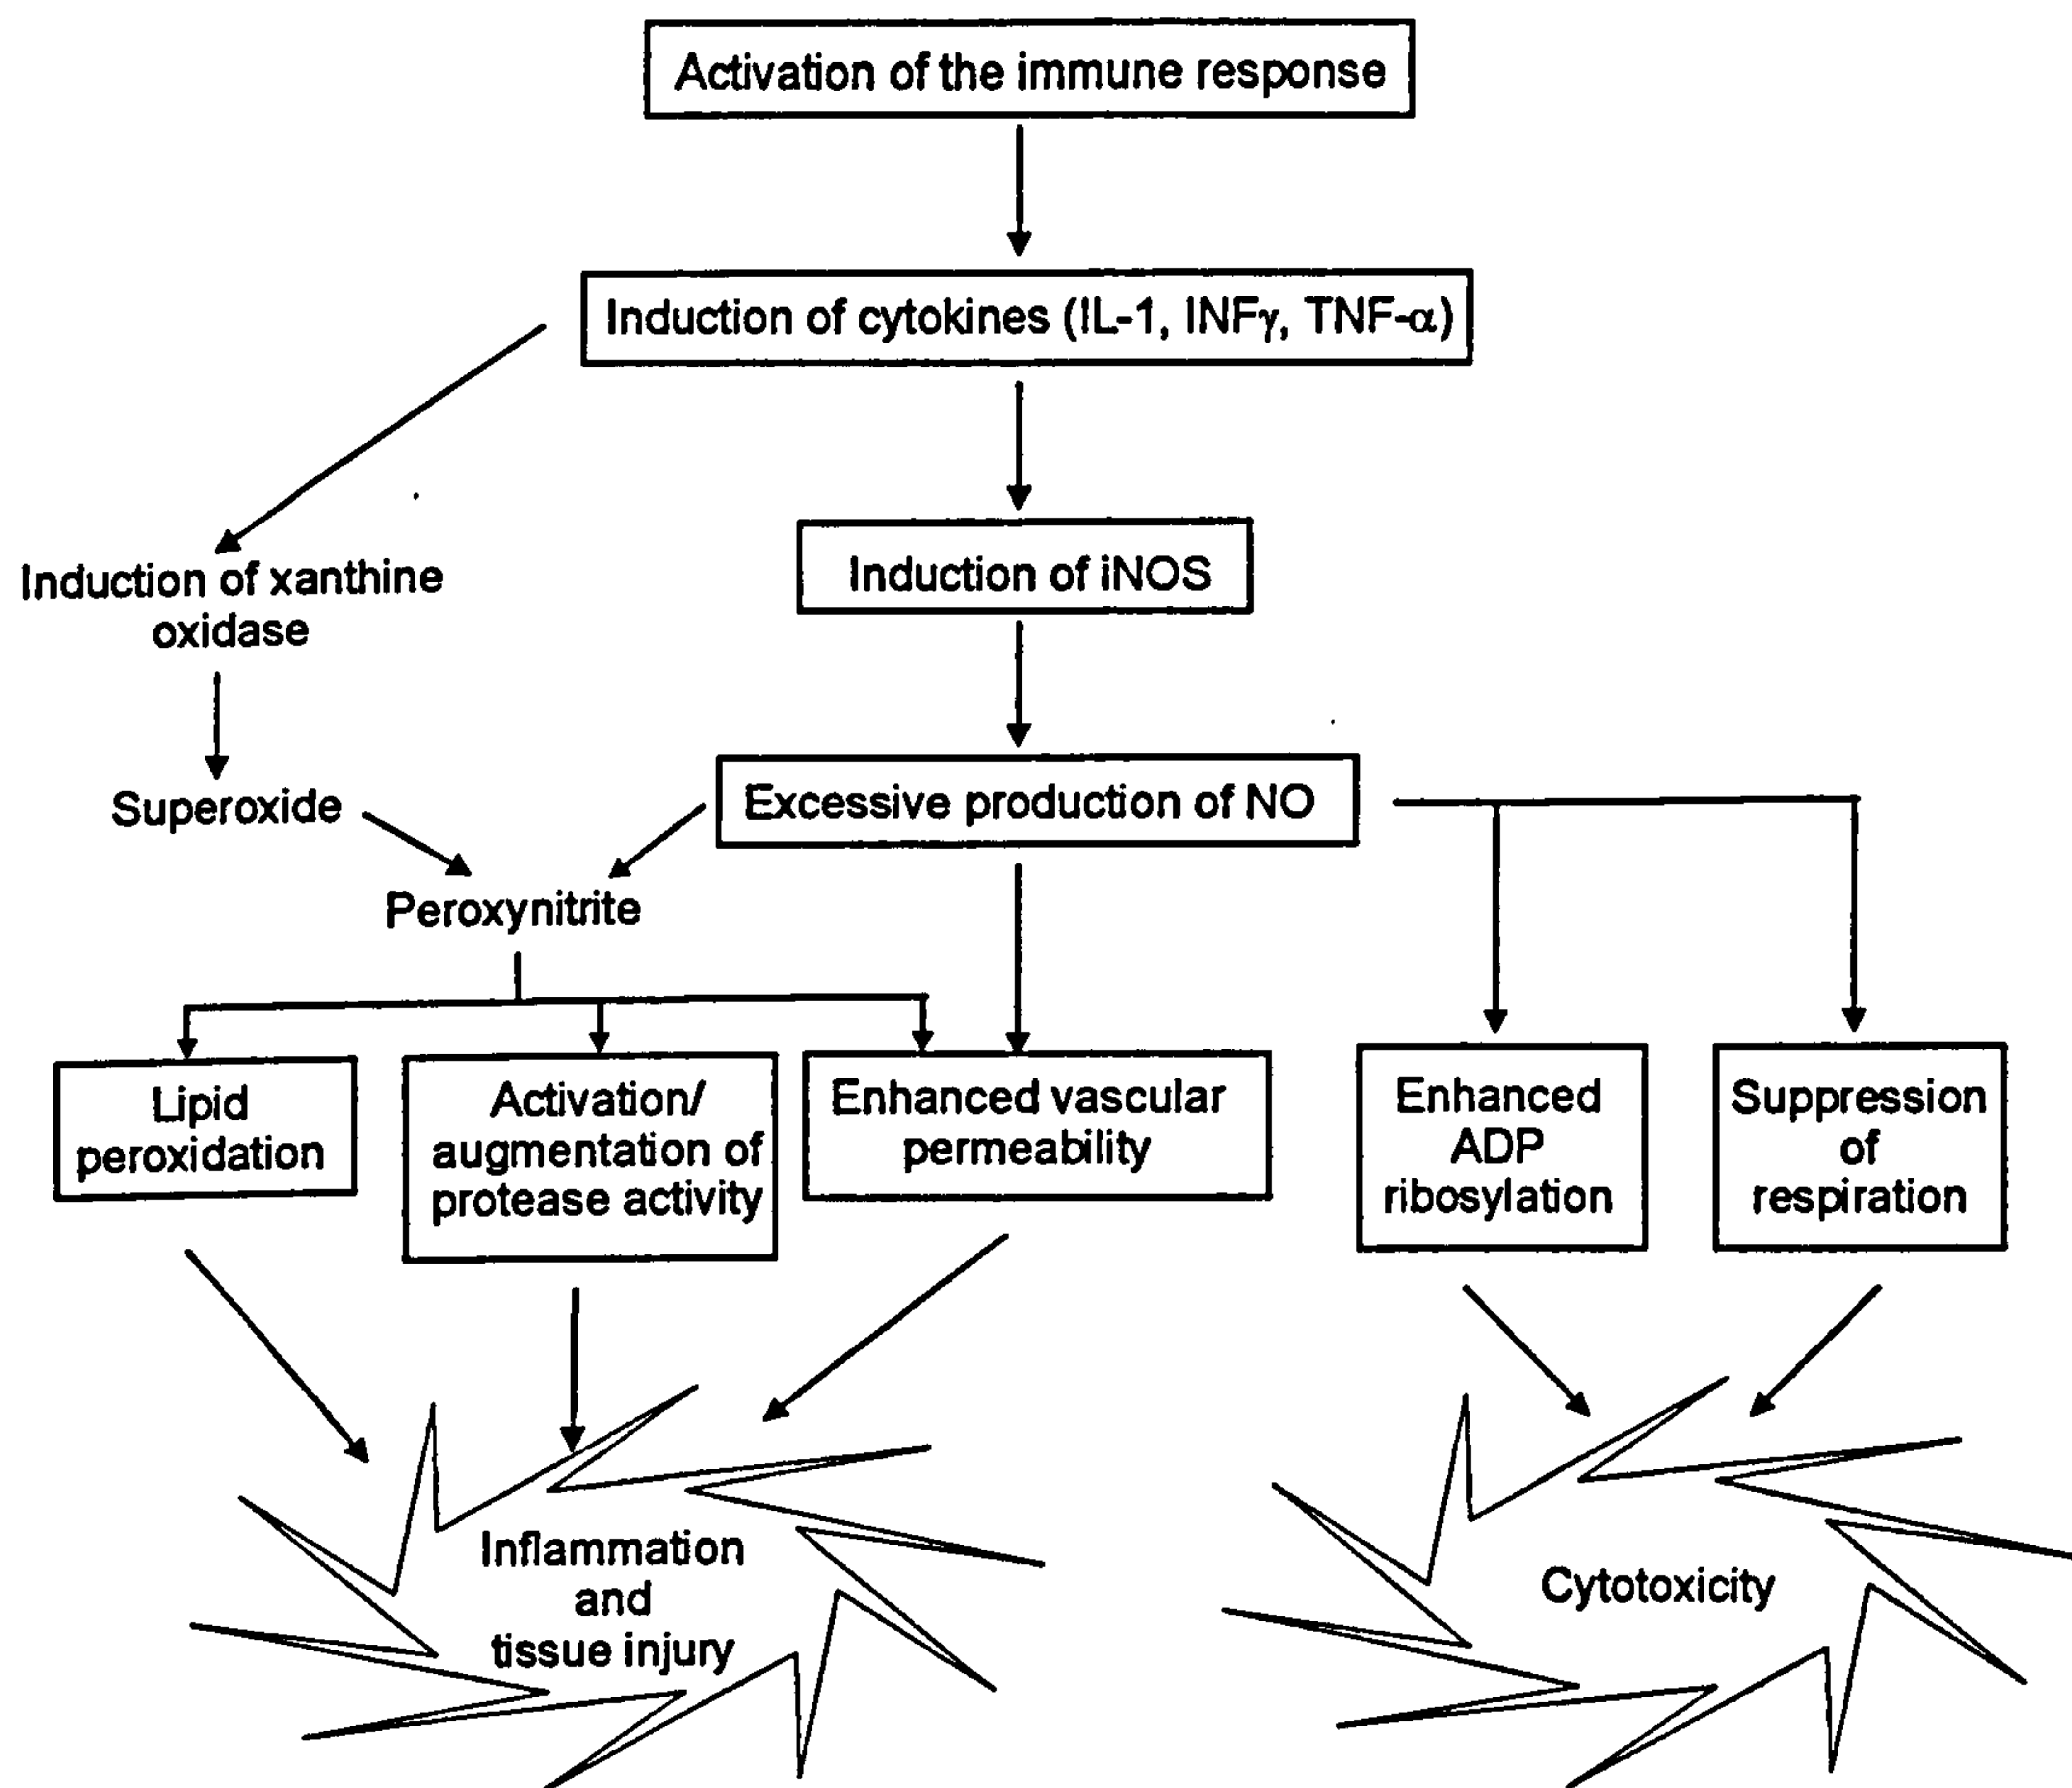 Activation of the immune response
Induction of cytokines (IL-1, INFγ, TNF-α)
Induction of xanthine
oxidase
Induction of iNOS
Superoxide
Excessive production of NO
Peroxynitrite
Lipid
peroxidation
Activation/
augmentation of
protease activity
Enhanced vascular
permeability
Enhanced
ADP
ribosylation
Suppression
of
respiration
Inflammation
and
tissue injury
Cytotoxicity